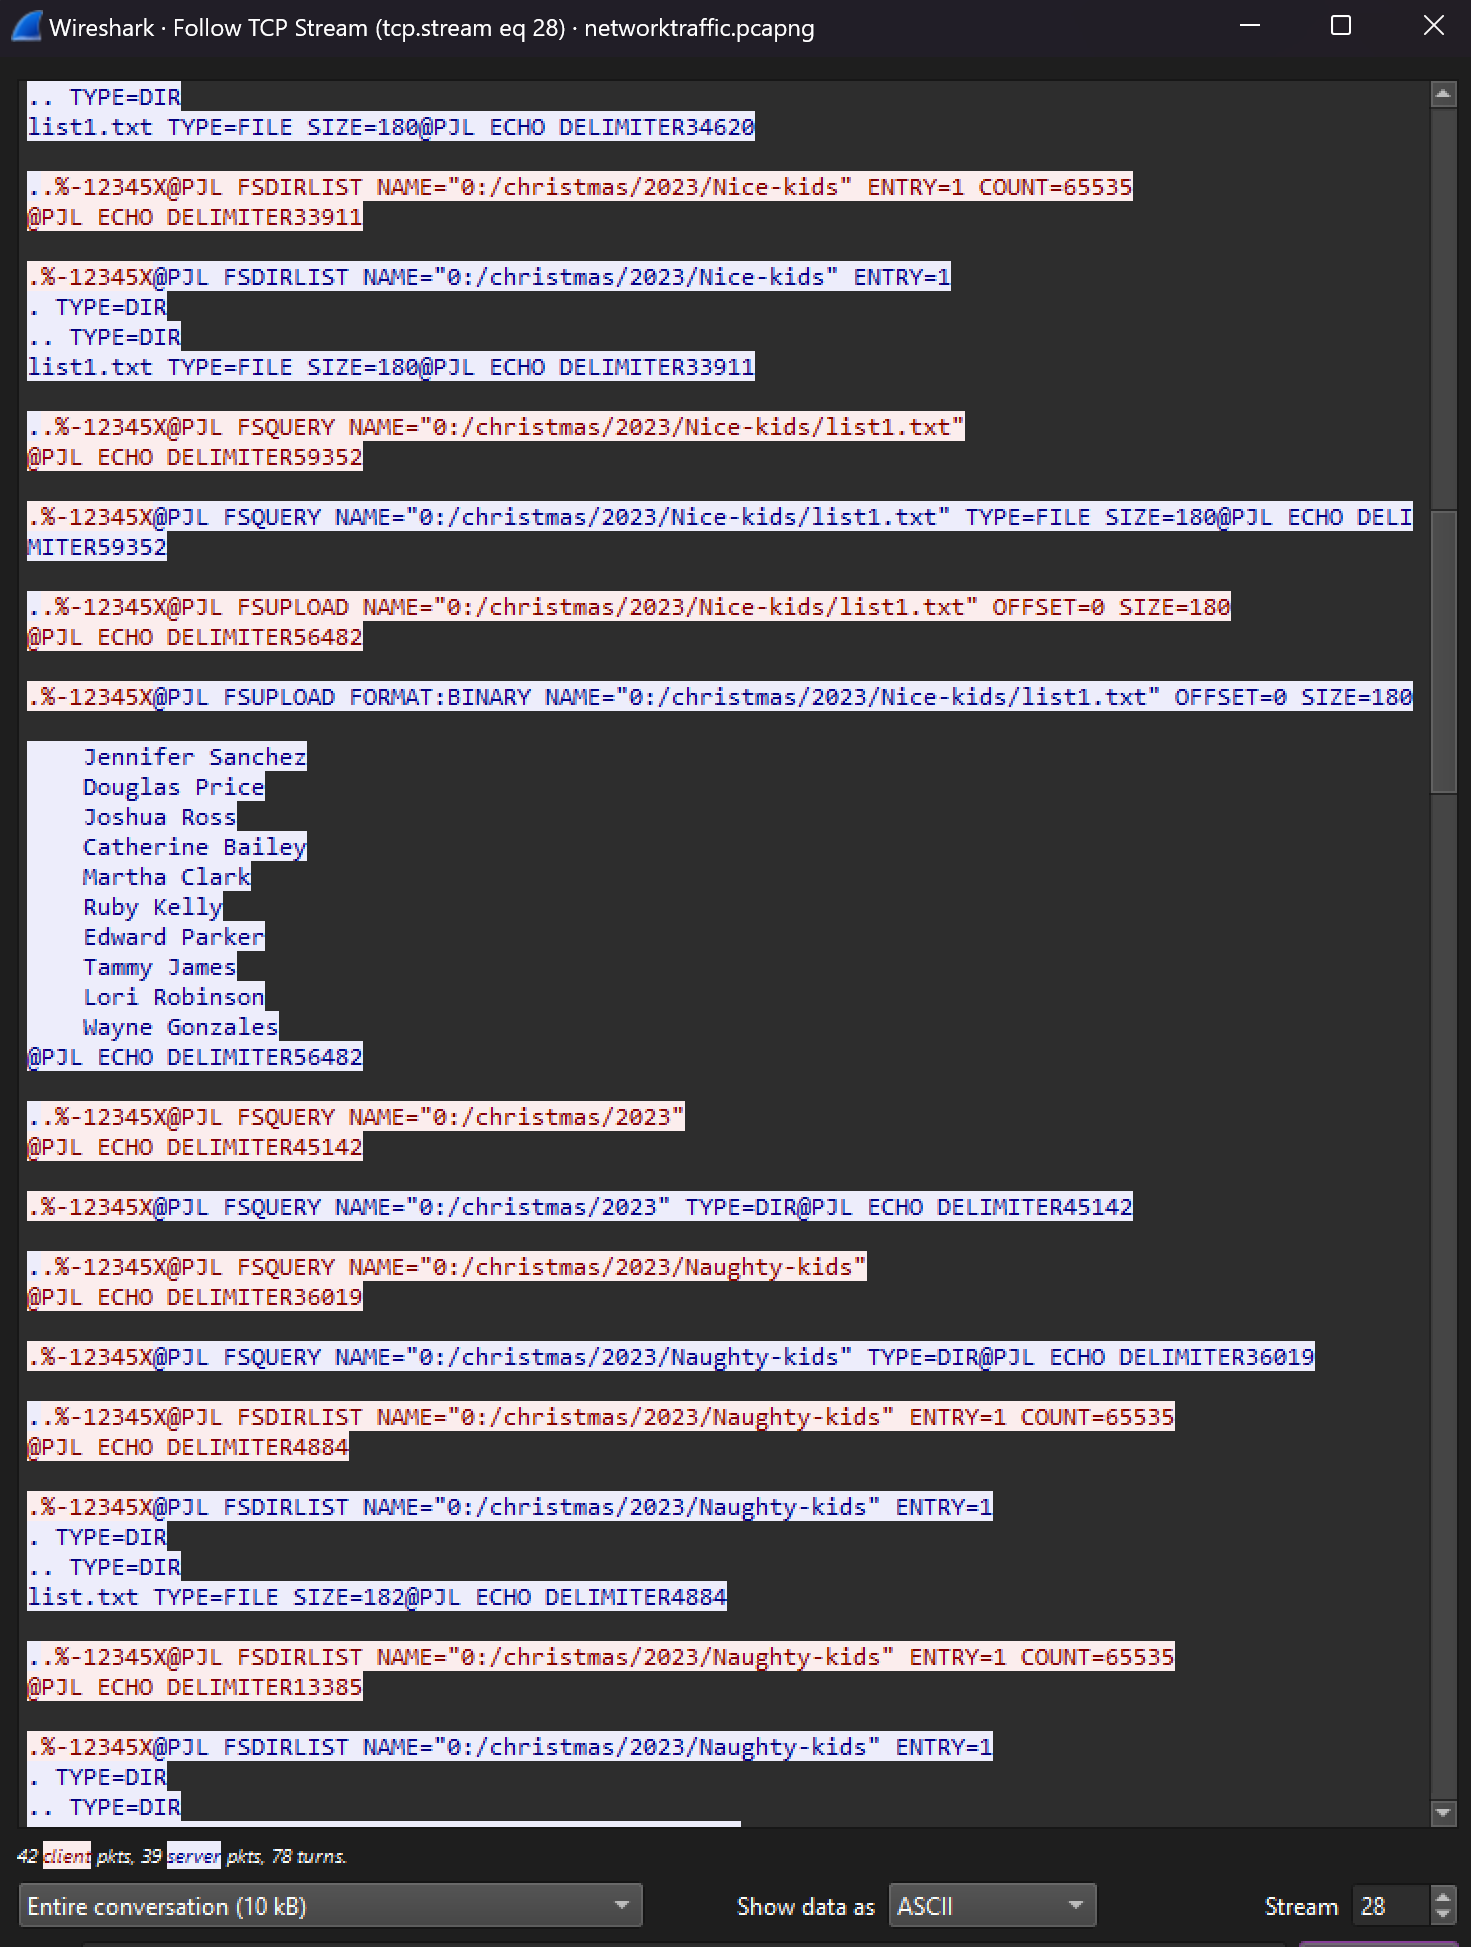 Wireshark · Follow TCP Stream (tcp.stream eq 28) · networktraffic.pcapng
.. TYPE=DIR
list1.txt TYPE=FILE SIZE=180@PJL ECHO DELIMITER34620
..%-12345X@PJL FSDIRLIST NAME="0:/christmas/2023/Nice-kids" ENTRY=1 COUNT=65535
@PJL ECHO DELIMITER33911
.%-12345X@PJL FSDIRLIST NAME="0:/christmas/2023/Nice-kids" ENTRY=1
. TYPE=DIR
.. TYPE=DIR
list1.txt TYPE=FILE SIZE=180@PJL ECHO DELIMITER33911
..%-12345X@PJL FSQUERY NAME="0:/christmas/2023/Nice-kids/list1.txt"
@PJL ECHO DELIMITER59352
.%-12345X@PJL FSQUERY NAME="0:/christmas/2023/Nice-kids/list1.txt" TYPE=FILE SIZE=180@PJL ECHO DELI
MITER59352
..%-12345X@PJL FSUPLOAD NAME="0:/christmas/2023/Nice-kids/list1.txt" OFFSET=0 SIZE=180
@PJL ECHO DELIMITER56482
.%-12345X@PJL FSUPLOAD FORMAT:BINARY NAME="0:/christmas/2023/Nice-kids/list1.txt" OFFSET=0 SIZE=180
Jennifer Sanchez
Douglas Price
Joshua Ross
Catherine Bailey
Martha Clark
Ruby Kelly
Edward Parker
Tammy James
Lori Robinson
Wayne Gonzales
@PJL ECHO DELIMITER56482
..%-12345X@PJL FSQUERY NAME="0:/christmas/2023"
@PJL ECHO DELIMITER45142
.%-12345X@PJL FSQUERY NAME="0:/christmas/2023" TYPE=DIR@PJL ECHO DELIMITER45142
..%-12345X@PJL FSQUERY NAME="0:/christmas/2023/Naughty-kids"
@PJL ECHO DELIMITER36019
.%-12345X@PJL FSQUERY NAME="0:/christmas/2023/Naughty-kids" TYPE=DIR@PJL ECHO DELIMITER36019
..%-12345X@PJL FSDIRLIST NAME="0:/christmas/2023/Naughty-kids" ENTRY=1 COUNT=65535
@PJL ECHO DELIMITER4884
.%-12345X@PJL FSDIRLIST NAME="0:/christmas/2023/Naughty-kids" ENTRY=1
. TYPE=DIR
.. TYPE=DIR
list.txt TYPE=FILE SIZE=182@PJL ECHO DELIMITER4884
..%-12345X@PJL FSDIRLIST NAME="0:/christmas/2023/Naughty-kids" ENTRY=1 COUNT=65535
@PJL ECHO DELIMITER13385
.%-12345X@PJL FSDIRLIST NAME="0:/christmas/2023/Naughty-kids" ENTRY=1
. TYPE=DIR
.. TYPE=DIR
42 client pkts, 39 server pkts, 78 turns.
Entire conversation (10 kB) Show data as ASCII Stream 28